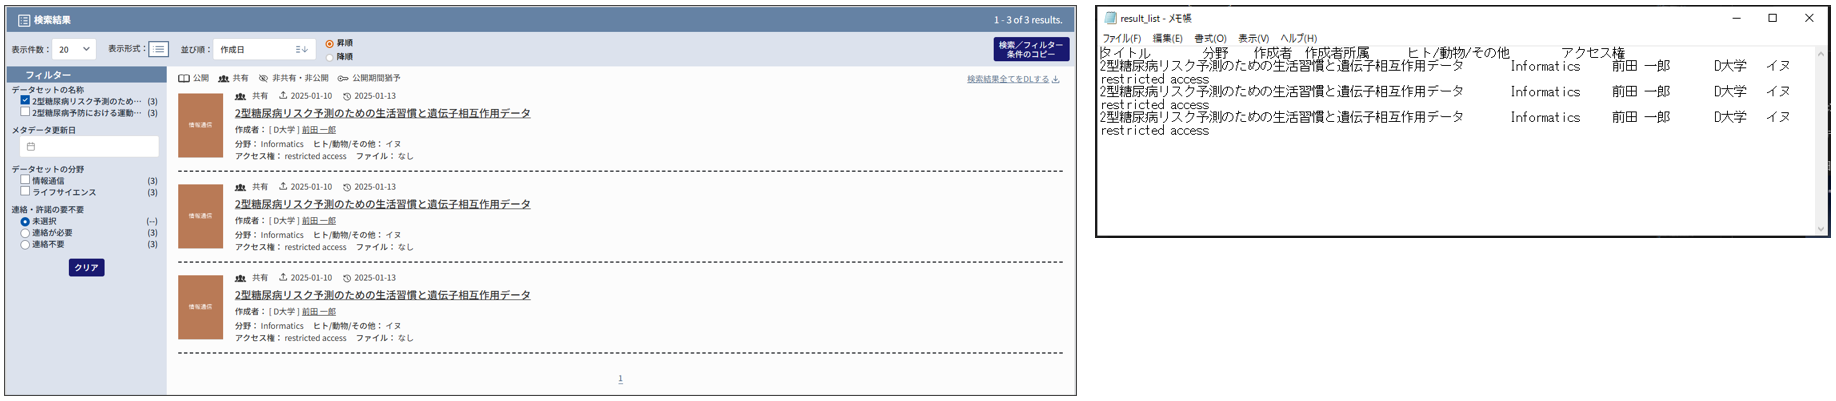 検索結果
1 - 3 of 3 results.
表示件数： 20 表示形式： 並び順： 作成日 昇順 降順
検索／フィルター
条件のコピー
フィルター
データセットの名称
2型糖尿病リスク予測のため… (3)
2型糖尿病予防における運動… (3)
メタデータ更新日
データセットの分野
情報通信 (3)
ライフサイエンス (3)
連絡・許諾の要不要
未選択 (--)
連絡が必要 (3)
連絡不要 (3)
クリア
公開 共有 非共有・非公開 公開期間猶予
検索結果全てをDLする
情報通信
共有 2025-01-10 2025-01-13
2型糖尿病リスク予測のための生活習慣と遺伝子相互作用データ
作成者： [ D大学 ] 前田 一郎
分野： Informatics ヒト/動物/その他： イヌ
アクセス権： restricted access ファイル： なし
情報通信
共有 2025-01-10 2025-01-13
2型糖尿病リスク予測のための生活習慣と遺伝子相互作用データ
作成者： [ D大学 ] 前田 一郎
分野： Informatics ヒト/動物/その他： イヌ
アクセス権： restricted access ファイル： なし
情報通信
共有 2025-01-10 2025-01-13
2型糖尿病リスク予測のための生活習慣と遺伝子相互作用データ
作成者： [ D大学 ] 前田 一郎
分野： Informatics ヒト/動物/その他： イヌ
アクセス権： restricted access ファイル： なし
1
result_list - メモ帳
ファイル(F) 編集(E) 書式(O) 表示(V) ヘルプ(H)
タイトル 分野 作成者 作成者所属 ヒト/動物/その他 アクセス権
2型糖尿病リスク予測のための生活習慣と遺伝子相互作用データ Informatics 前田 一郎 D大学 イヌ
restricted access
2型糖尿病リスク予測のための生活習慣と遺伝子相互作用データ Informatics 前田 一郎 D大学 イヌ
restricted access
2型糖尿病リスク予測のための生活習慣と遺伝子相互作用データ Informatics 前田 一郎 D大学 イヌ
restricted access